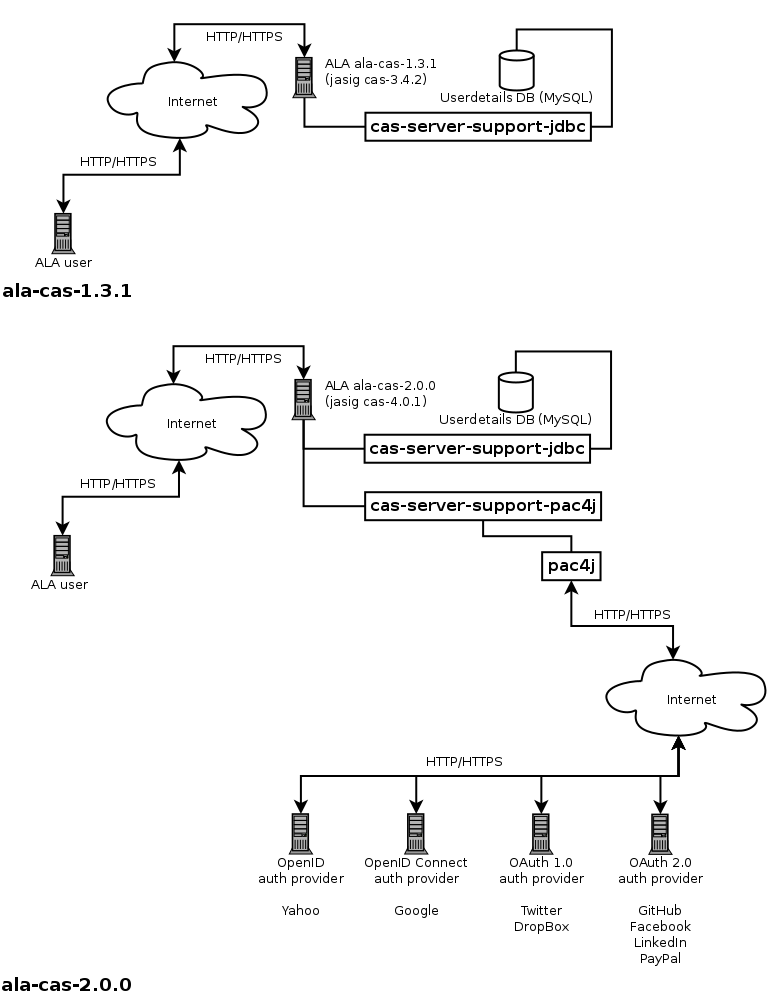 HTTP/HTTPS
ALA ala-cas-1.3.1
(jasig cas-3.4.2)
Internet
Userdetails DB (MySQL)
cas-server-support-jdbc
HTTP/HTTPS
ALA user
ala-cas-1.3.1
HTTP/HTTPS
ALA ala-cas-2.0.0
(jasig cas-4.0.1)
Internet
Userdetails DB (MySQL)
cas-server-support-jdbc
HTTP/HTTPS
cas-server-support-pac4j
ALA user
pac4j
HTTP/HTTPS
Internet
HTTP/HTTPS
OpenID
auth provider
Yahoo
OpenID Connect
auth provider
Google
OAuth 1.0
auth provider
Twitter
DropBox
OAuth 2.0
auth provider
GitHub
Facebook
LinkedIn
PayPal
ala-cas-2.0.0